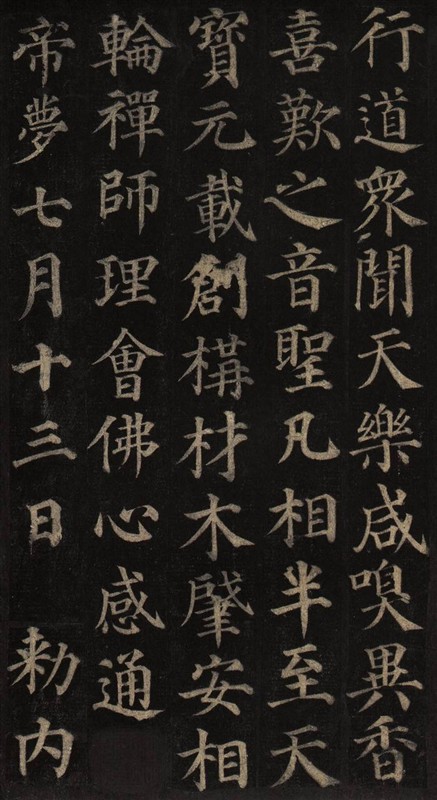 行道衆聞天樂咸嗅異香
喜歎之音聖凡相半至天
寶元載創構材木肇安相
輪禪師理會佛心感通
帝夢七月十三日 勅內